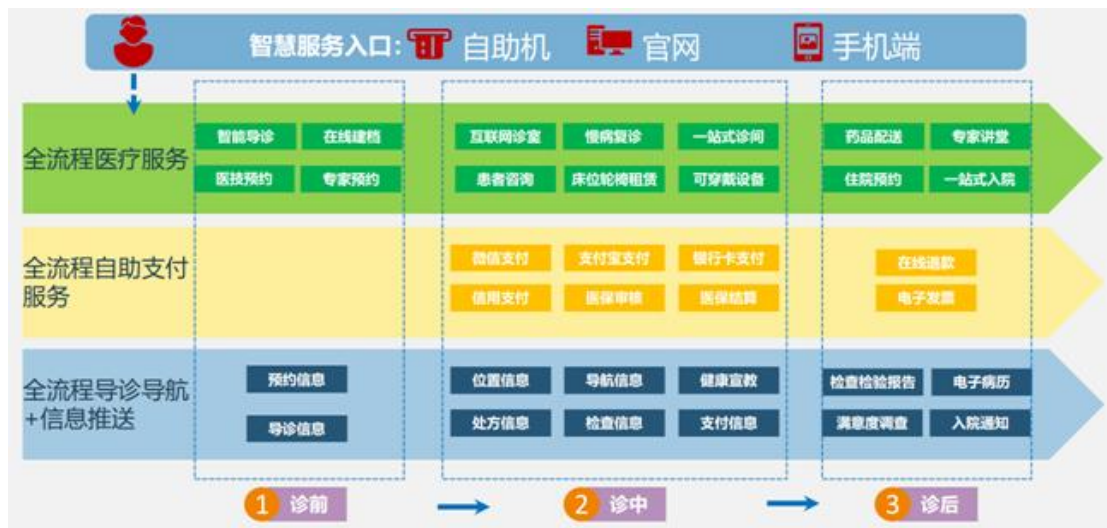 智慧服务入口: 自助机 官网 手机端
全流程医疗服务
智能导诊 在线建档 互联网诊室 慢病复诊 一站式诊间 药品配送 专家讲堂
医技预约 专家预约 患者咨询 床位轮椅租赁 可穿戴设备 住院预约 一站式入院
全流程自助支付
服务
微信支付 支付宝支付 银行卡支付 在线退款
信用支付 医保审核 医保结算 电子发票
全流程导诊导航
+信息推送
预约信息 位置信息 导航信息 健康宣教 检查检验报告 电子病历
导诊信息 处方信息 检查信息 支付信息 满意度调查 入院通知
1 诊前 2 诊中 3 诊后